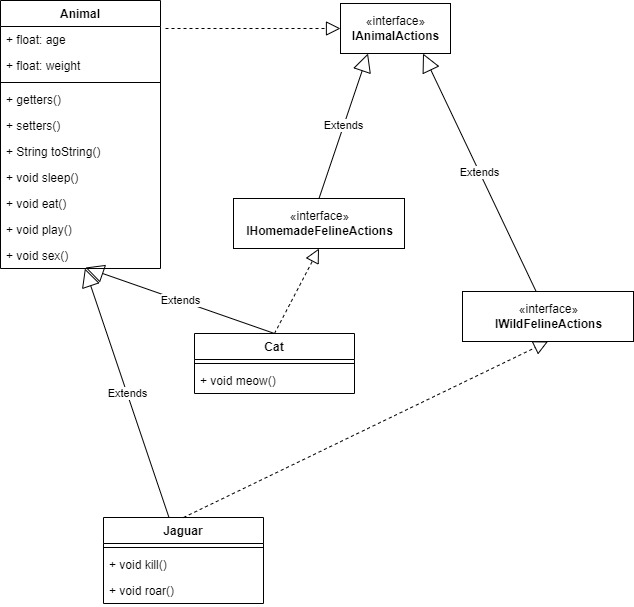 Animal
+ float: age
+ float: weight
+ getters()
+ setters()
+ String toString()
+ void sleep()
+ void eat()
+ void play()
+ void sex()
«interface»
IAnimalActions
Extends
Extends
«interface»
IHomemadeFelineActions
«interface»
IWildFelineActions
Extends
Cat
+ void meow()
Extends
Jaguar
+ void kill()
+ void roar()